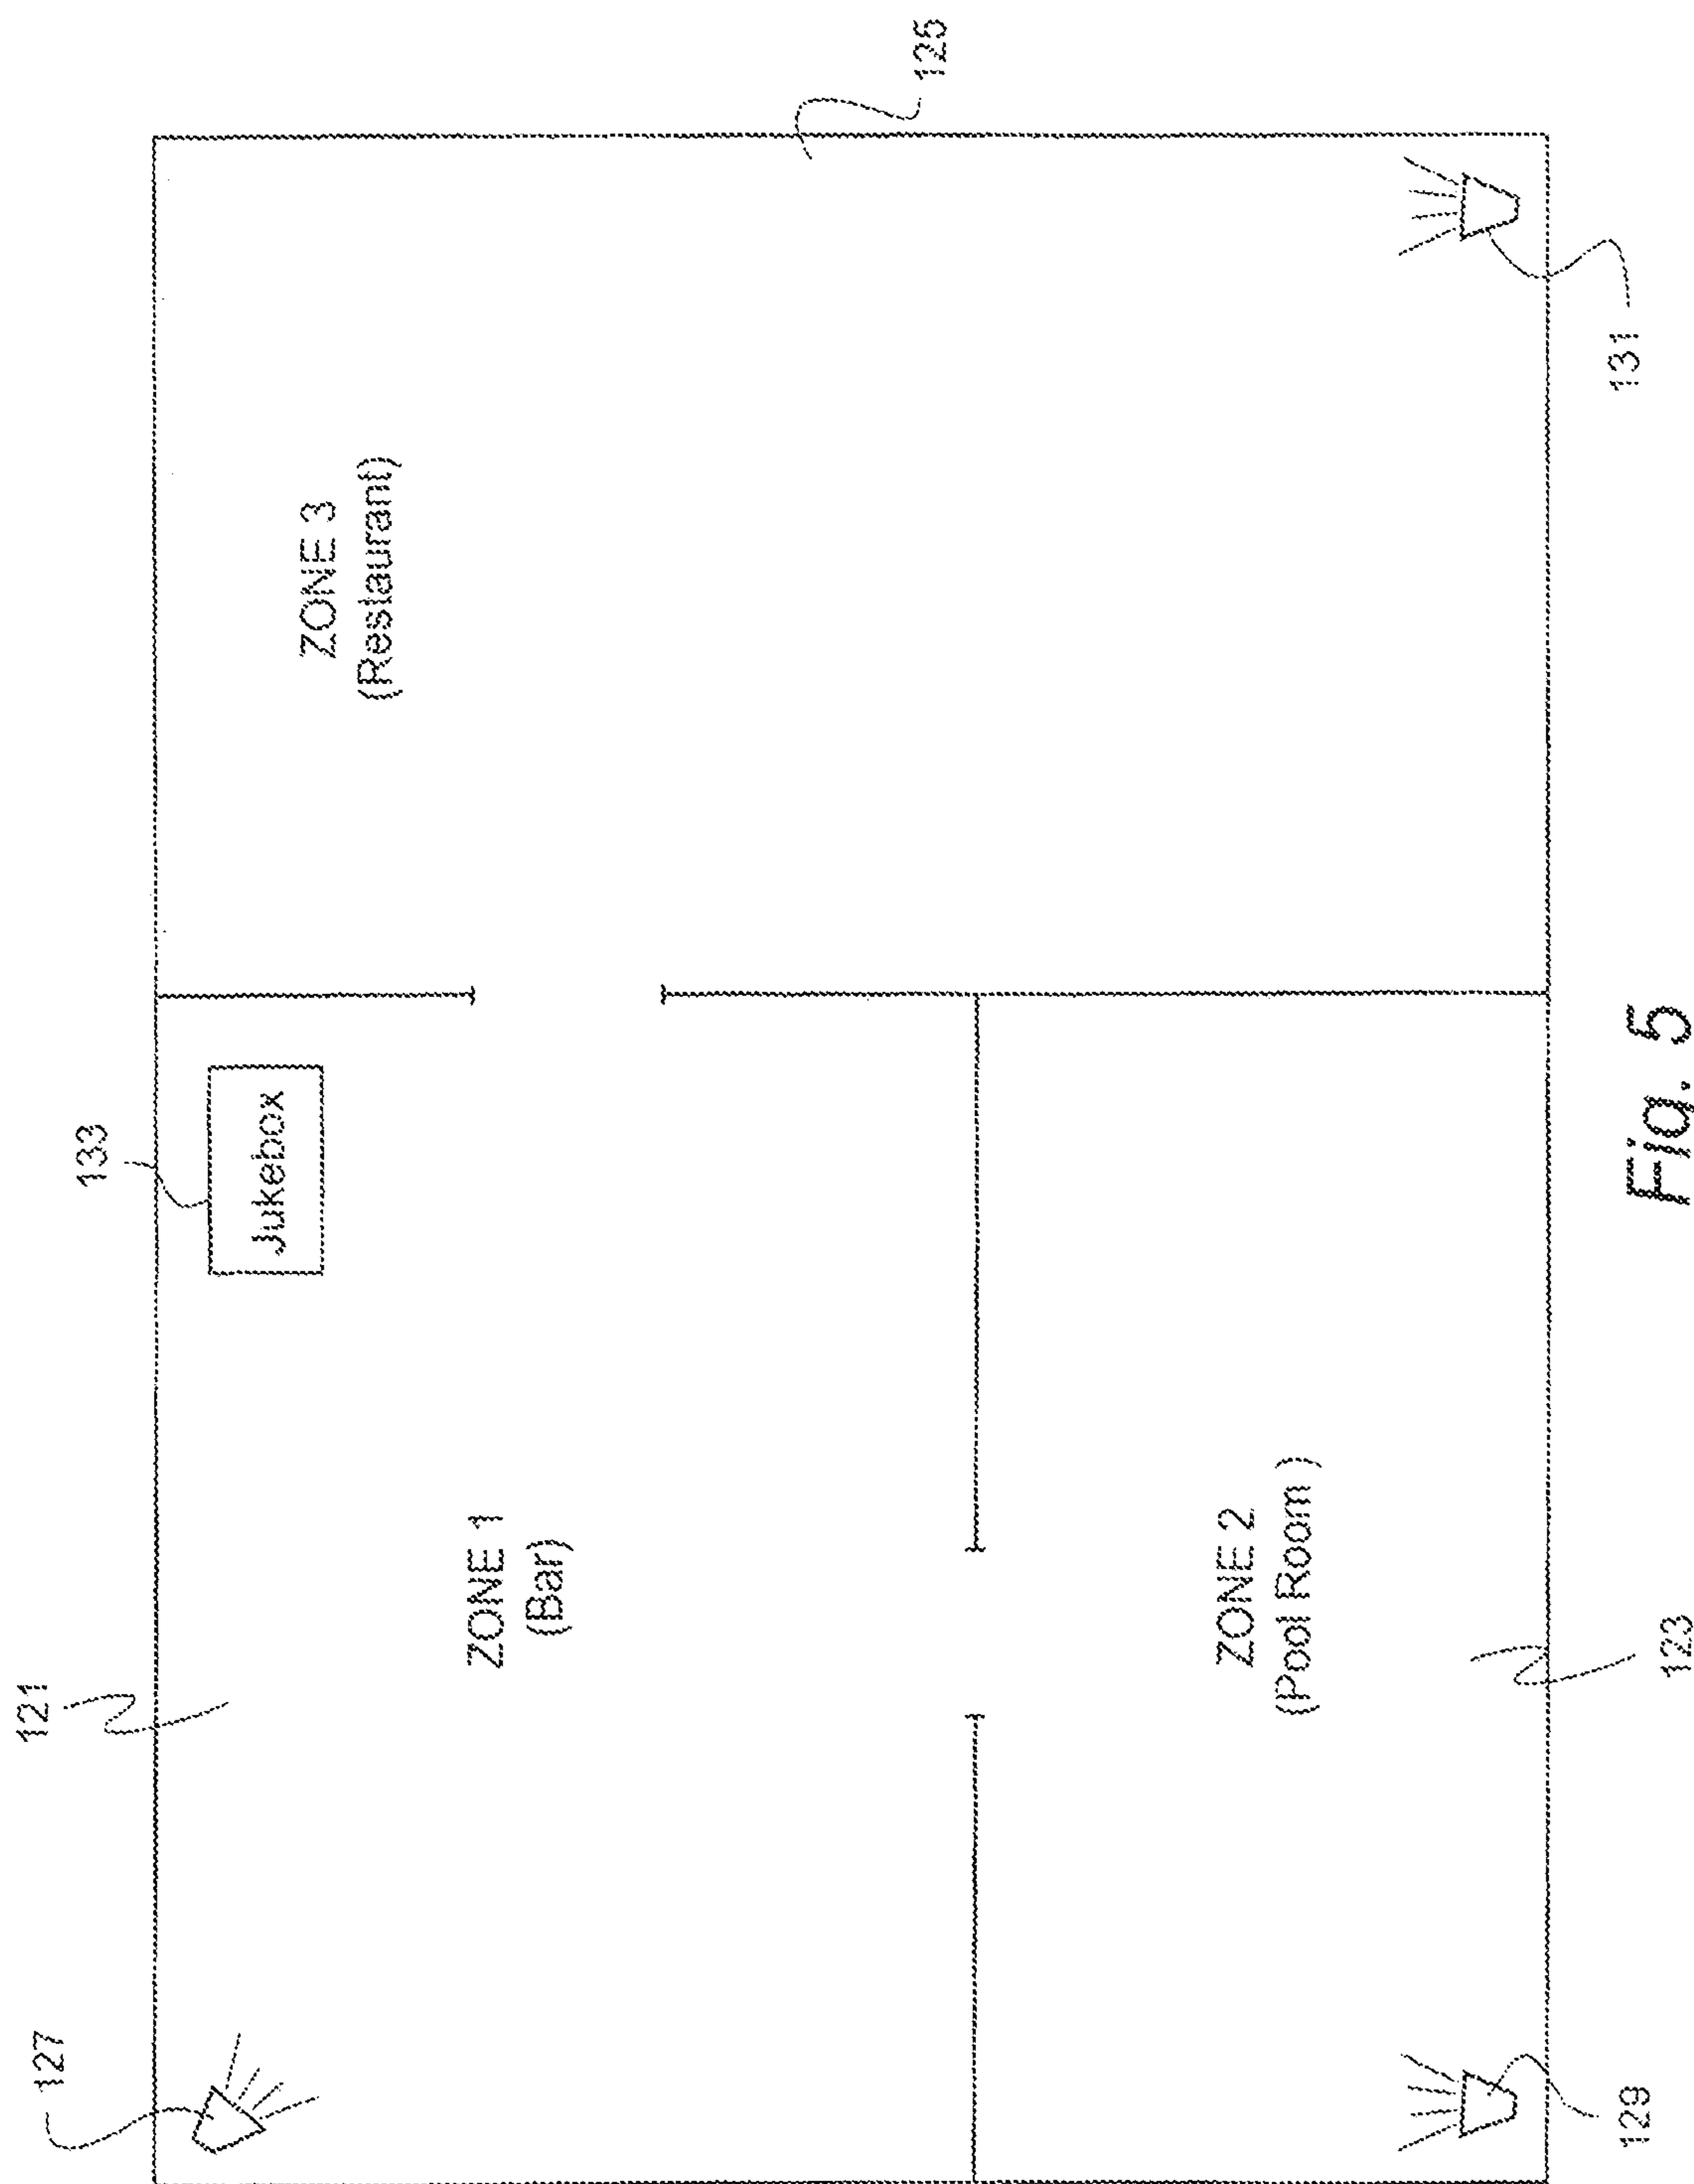 127
121
133
Jukebox
ZONE 1
(Bar)
ZONE 3
(Restaurant)
125
ZONE 2
(Pool Room )
129
123
131
Fig. 5